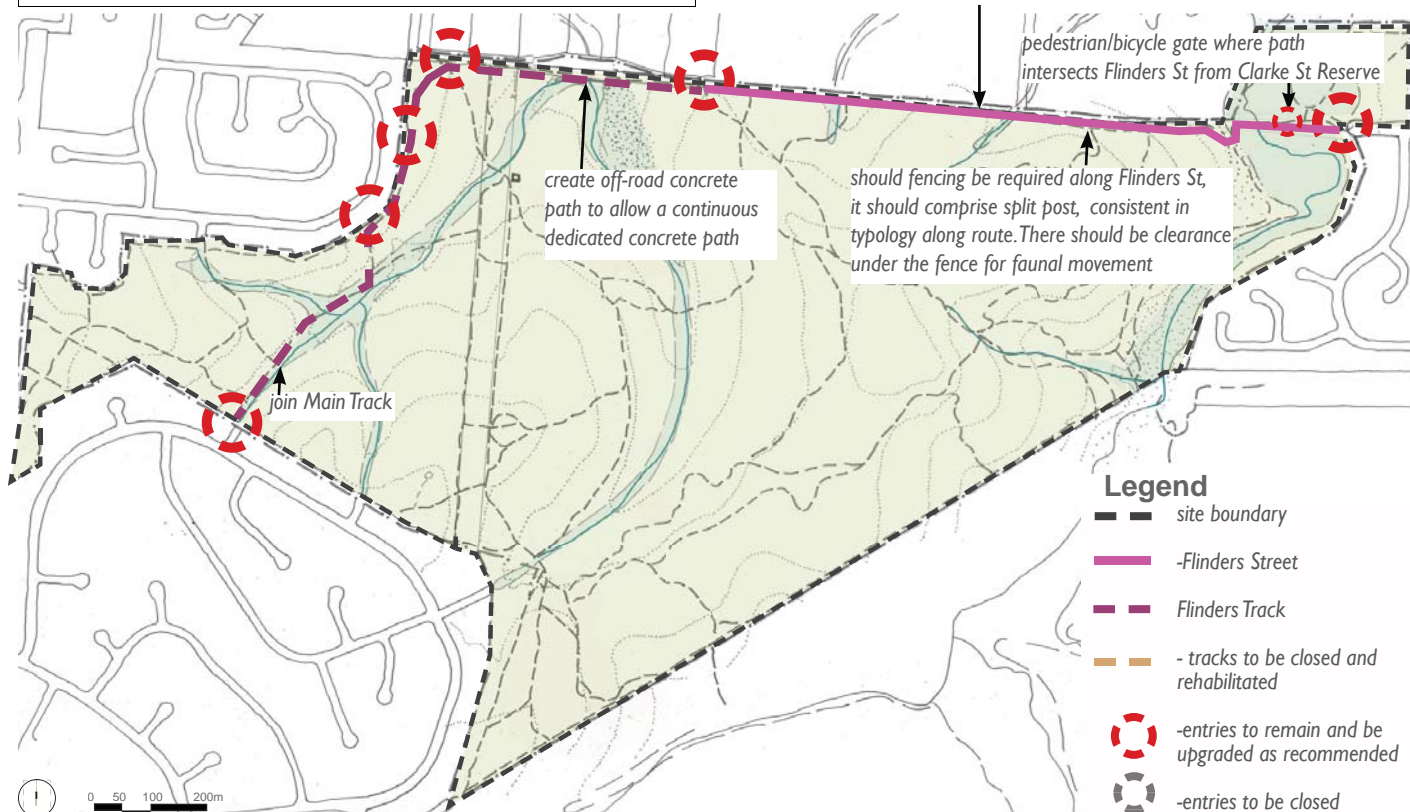 pedestrian/bicycle gate where path
intersects Flinders St from Clarke St Reserve
create off-road concrete
path to allow a continuous
dedicated concrete path
should fencing be required along Flinders St,
it should comprise split post, consistent in
typology along route. There should be clearance
under the fence for faunal movement
join Main Track
Legend
site boundary
-Flinders Street
Flinders Track
- tracks to be closed and
rehabilitated
-entries to remain and be
upgraded as recommended
-entries to be closed
0 50 100 200m